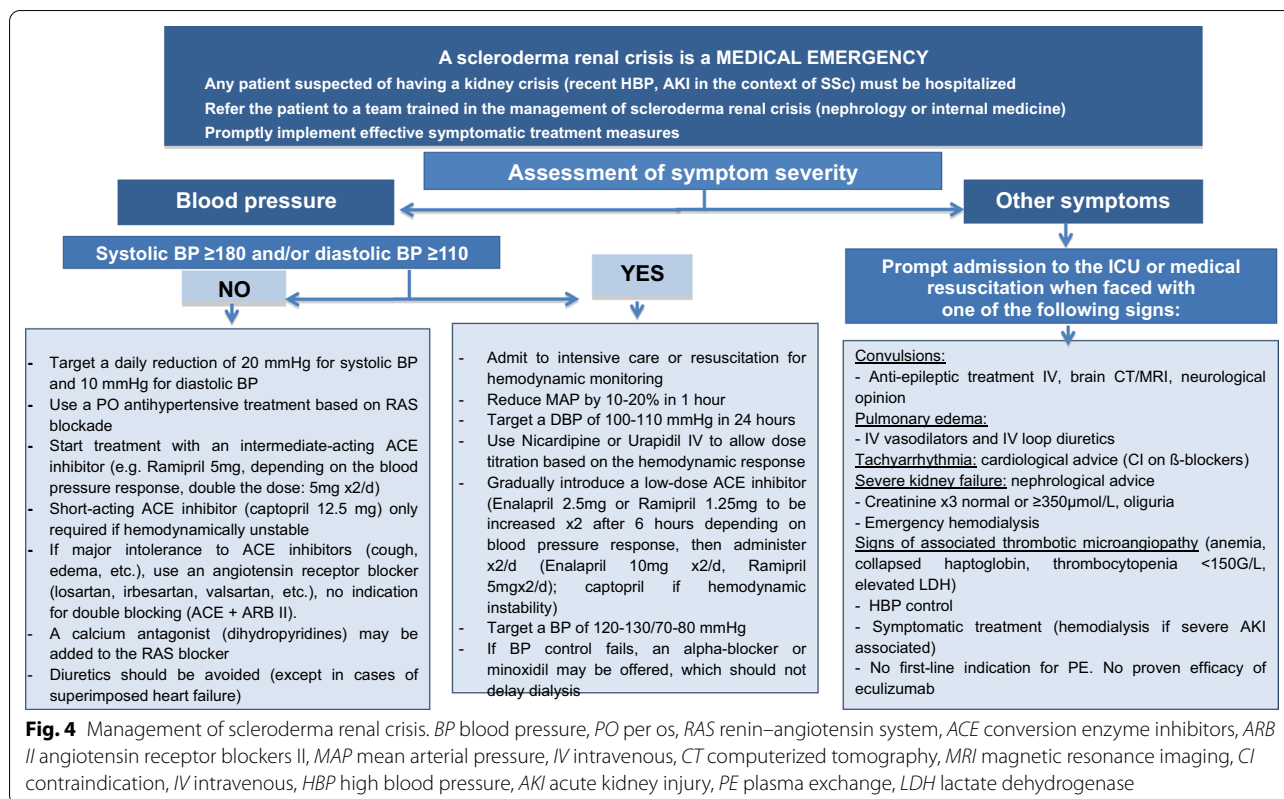 A scleroderma renal crisis is a MEDICAL EMERGENCY
Any patient suspected of having a kidney crisis (recent HBP, AKI in the context of SSc) must be hospitalized
Refer the patient to a team trained in the management of scleroderma renal crisis (nephrology or internal medicine)
Promptly implement effective symptomatic treatment measures
Assessment of symptom severity
Blood pressure
Other symptoms
Systolic BP ≥180 and/or diastolic BP ≥110
NO
YES
- Target a daily reduction of 20 mmHg for systolic BP
and 10 mmHg for diastolic BP
- Use a PO antihypertensive treatment based on RAS
blockade
- Start treatment with an intermediate-acting ACE
inhibitor (e.g. Ramipril 5mg, depending on the blood
pressure response, double the dose: 5mg x2/d)
- Short-acting ACE inhibitor (captopril 12.5 mg) only
required if hemodynamically unstable
- If major intolerance to ACE inhibitors (cough,
edema, etc.), use an angiotensin receptor blocker
(losartan, irbesartan, valsartan, etc.), no indication
for double blocking (ACE + ARB II).
- A calcium antagonist (dihydropyridines) may be
added to the RAS blocker
- Diuretics should be avoided (except in cases of
superimposed heart failure)
- Admit to intensive care or resuscitation for
hemodynamic monitoring
- Reduce MAP by 10-20% in 1 hour
- Target a DBP of 100-110 mmHg in 24 hours
- Use Nicardipine or Urapidil IV to allow dose
titration based on the hemodynamic response
- Gradually introduce a low-dose ACE inhibitor
(Enalapril 2.5mg or Ramipril 1.25mg to be
increased x2 after 6 hours depending on
blood pressure response, then administer
x2/d (Enalapril 10mg x2/d, Ramipril
5mgx2/d); captopril if hemodynamic
instability)
- Target a BP of 120-130/70-80 mmHg
- If BP control fails, an alpha-blocker or
minoxidil may be offered, which should not
delay dialysis
Prompt admission to the ICU or medical
resuscitation when faced with
one of the following signs:
Convulsions:
- Anti-epileptic treatment IV, brain CT/MRI, neurological
opinion
Pulmonary edema:
- IV vasodilators and IV loop diuretics
Tachyarrhythmia: cardiological advice (CI on ß-blockers)
Severe kidney failure: nephrological advice
- Creatinine x3 normal or ≥350µmol/L, oliguria
- Emergency hemodialysis
Signs of associated thrombotic microangiopathy (anemia,
collapsed haptoglobin, thrombocytopenia <150G/L,
elevated LDH)
- HBP control
- Symptomatic treatment (hemodialysis if severe AKI
associated)
- No first-line indication for PE. No proven efficacy of
eculizumab
Fig. 4 Management of scleroderma renal crisis. BP blood pressure, PO per os, RAS renin–angiotensin system, ACE conversion enzyme inhibitors, ARB
II angiotensin receptor blockers II, MAP mean arterial pressure, IV intravenous, CT computerized tomography, MRI magnetic resonance imaging, CI
contraindication, IV intravenous, HBP high blood pressure, AKI acute kidney injury, PE plasma exchange, LDH lactate dehydrogenase